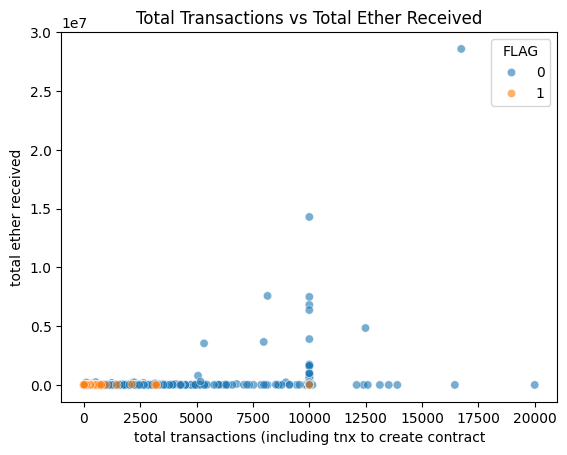 Total Transactions vs Total Ether Received
1e7
FLAG
0
1
3.0
2.5
2.0
1.5
1.0
0.5
0.0
total ether received
0 2500 5000 7500 10000 12500 15000 17500 20000
total transactions (including tnx to create contract